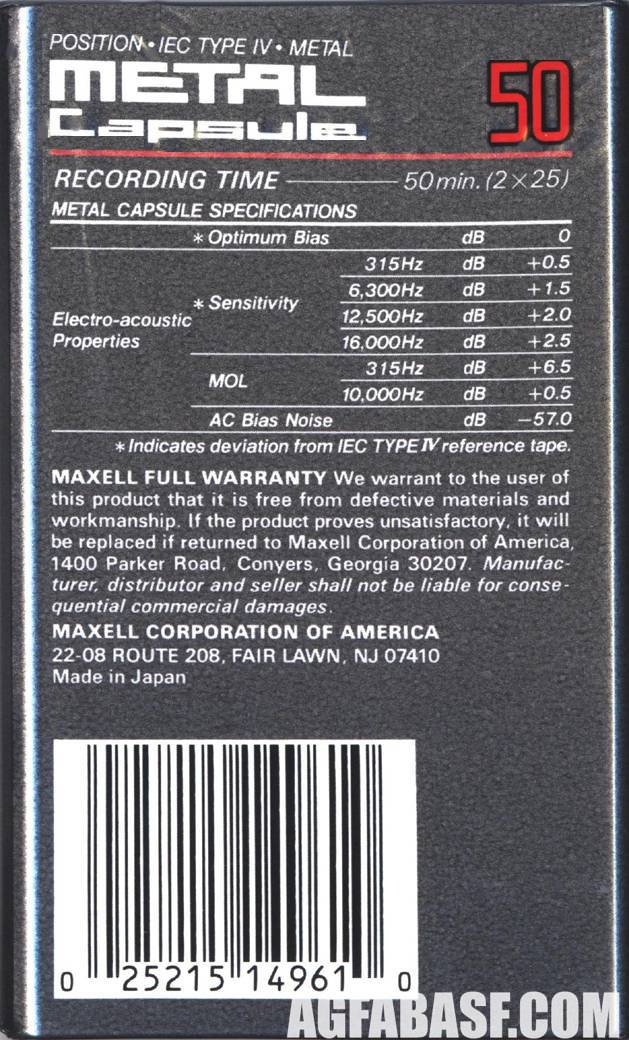 POSITION • IEC TYPE IV • METAL
METAL
Capsule
50
RECORDING TIME 50 min. (2×25)
METAL CAPSULE SPECIFICATIONS
* Optimum Bias dB 0
315Hz dB +0.5
6,300Hz dB +1.5
* Sensitivity
12,500Hz dB +2.0
Electro-acoustic
Properties
16,000Hz dB +2.5
315Hz dB +6.5
MOL
10,000Hz dB +0.5
AC Bias Noise dB −57.0
* Indicates deviation from IEC TYPE IV reference tape.
MAXELL FULL WARRANTY We warrant to the user of
this product that it is free from defective materials and
workmanship. If the product proves unsatisfactory, it will
be replaced if returned to Maxell Corporation of America,
1400 Parker Road, Conyers, Georgia 30207. Manufac-
turer, distributor and seller shall not be liable for conse-
quential commercial damages.
MAXELL CORPORATION OF AMERICA
22-08 ROUTE 208, FAIR LAWN, NJ 07410
Made in Japan
0 25215 14961 0
AGFABASF.COM